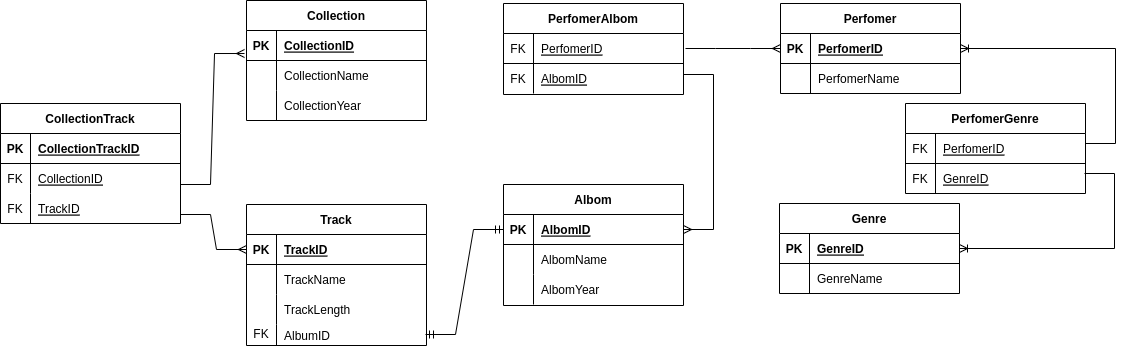 Collection
PK CollectionID
CollectionName
CollectionYear
PerfomerAlbom
FK PerfomerID
FK AlbomID
Perfomer
PK PerfomerID
PerfomerName
CollectionTrack
PK CollectionTrackID
FK CollectionID
FK TrackID
PerfomerGenre
FK PerfomerID
FK GenreID
Track
PK TrackID
TrackName
TrackLength
FK AlbumID
Albom
PK AlbomID
AlbomName
AlbomYear
Genre
PK GenreID
GenreName